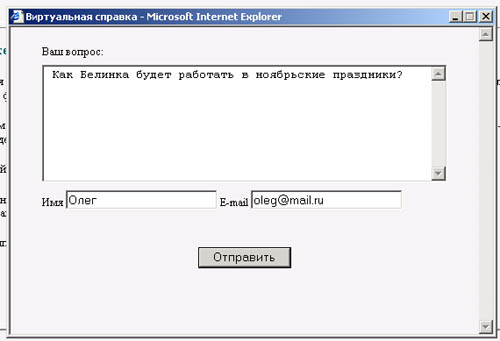 Виртуальная справка - Microsoft Internet Explorer
Ваш вопрос:
Как Белинка будет работать в ноябрьские праздники?
Имя Олег E-mail oleg@mail.ru
Отправить